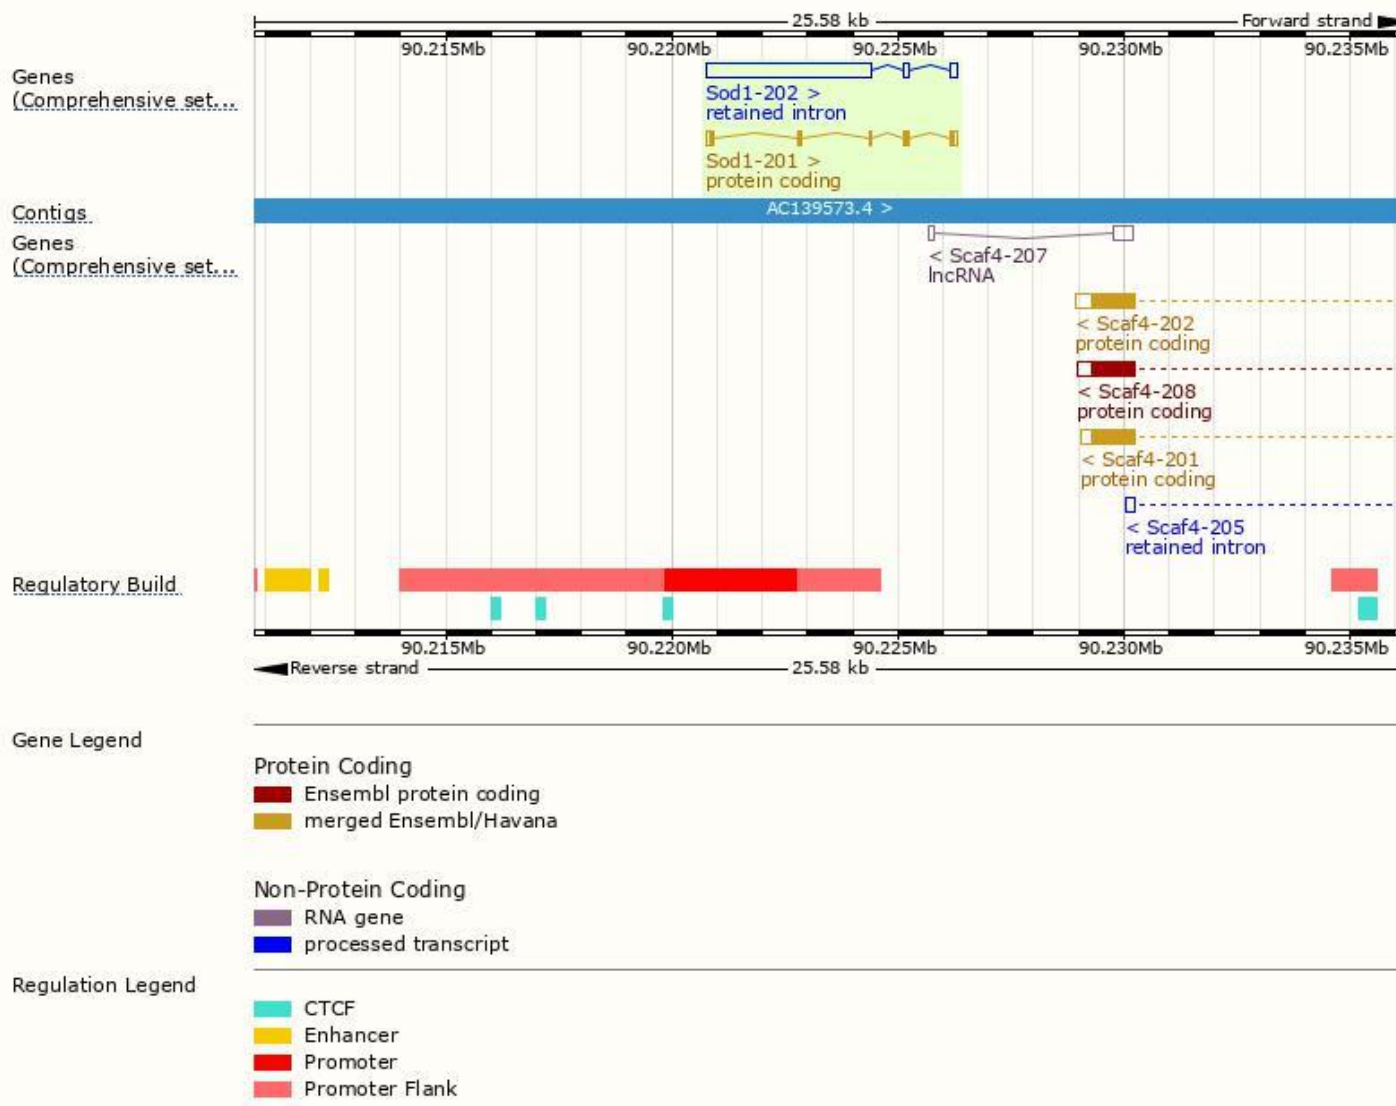 25.58 kb Forward strand
90.215Mb 90.220Mb 90.225Mb 90.230Mb 90.235Mb
Genes
(Comprehensive set...
Sod1-202 >
retained intron
Sod1-201 >
protein coding
Contigs AC139573.4 >
Genes
(Comprehensive set...
< Scaf4-207
lncRNA
< Scaf4-202
protein coding
< Scaf4-208
protein coding
< Scaf4-201
protein coding
< Scaf4-205
retained intron
Regulatory Build
90.215Mb 90.220Mb 90.225Mb 90.230Mb 90.235Mb
Reverse strand 25.58 kb
Gene Legend
Protein Coding
Ensembl protein coding
merged Ensembl/Havana
Non-Protein Coding
RNA gene
processed transcript
Regulation Legend
CTCF
Enhancer
Promoter
Promoter Flank